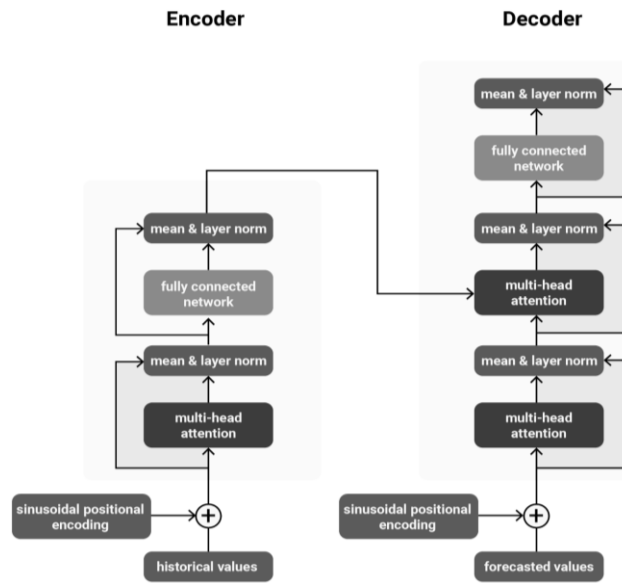 Encoder
mean & layer norm
fully connected
network
mean & layer norm
multi-head
attention
sinusoidal positional
encoding
+
historical values
Decoder
mean & layer norm
fully connected
network
mean & layer norm
multi-head
attention
mean & layer norm
multi-head
attention
sinusoidal positional
encoding
+
forecasted values